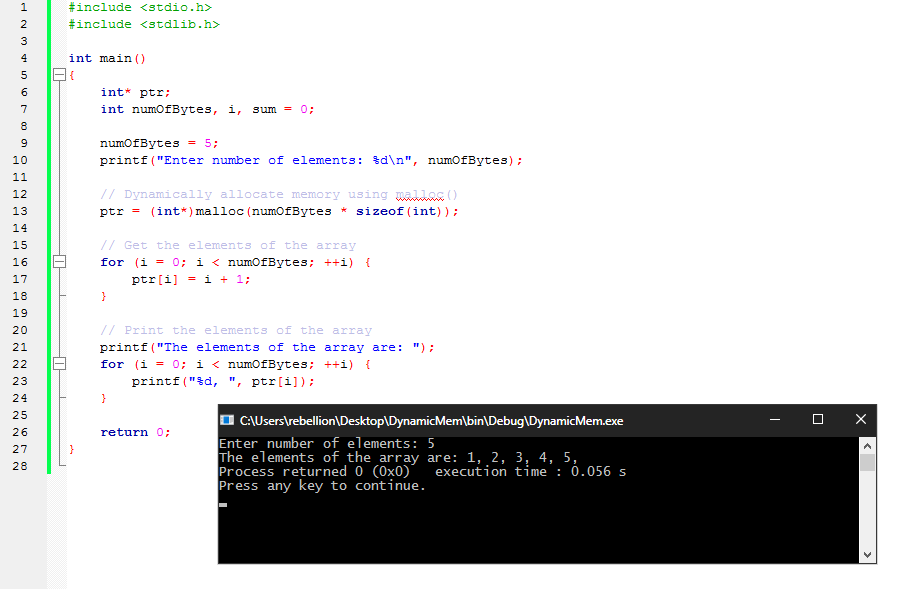 1 #include <stdio.h>
2 #include <stdlib.h>
3
4 int main()
5 {
6     int* ptr;
7     int numOfBytes, i, sum = 0;
8
9     numOfBytes = 5;
10     printf("Enter number of elements: %d\n", numOfBytes);
11
12     // Dynamically allocate memory using malloc()
13     ptr = (int*)malloc(numOfBytes * sizeof(int));
14
15     // Get the elements of the array
16     for (i = 0; i < numOfBytes; ++i) {
17         ptr[i] = i + 1;
18     }
19
20     // Print the elements of the array
21     printf("The elements of the array are: ");
22     for (i = 0; i < numOfBytes; ++i) {
23         printf("%d, ", ptr[i]);
24     }
25
26     return 0;
27 }
28
C:\Users\rebellion\Desktop\DynamicMem\bin\Debug\DynamicMem.exe
Enter number of elements: 5
The elements of the array are: 1, 2, 3, 4, 5,
Process returned 0 (0x0)   execution time : 0.056 s
Press any key to continue.